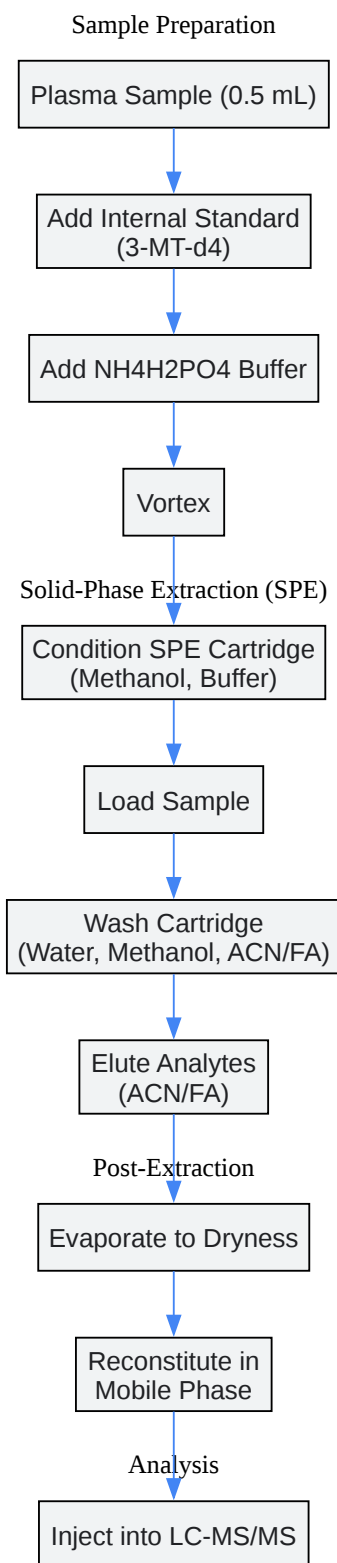 Sample Preparation
Plasma Sample (0.5 mL)
Add Internal Standard
(3-MT-d4)
Add NH4H2PO4 Buffer
Vortex
Solid-Phase Extraction (SPE)
Condition SPE Cartridge
(Methanol, Buffer)
Load Sample
Wash Cartridge
(Water, Methanol, ACN/FA)
Elute Analytes
(ACN/FA)
Post-Extraction
Evaporate to Dryness
Reconstitute in
Mobile Phase
Analysis
Inject into LC-MS/MS